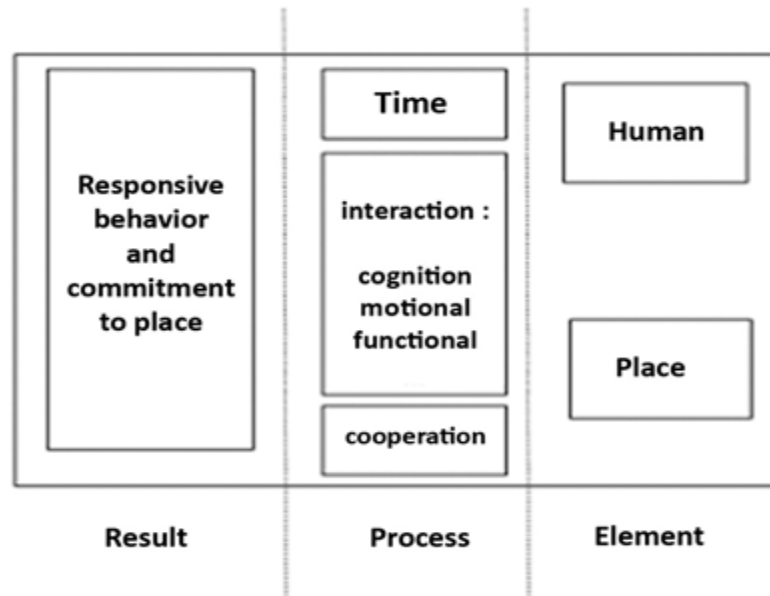 Responsive
behavior
and
commitment
to place
Time
interaction :
cognition
motional
functional
cooperation
Human
Place
Result
Process
Element